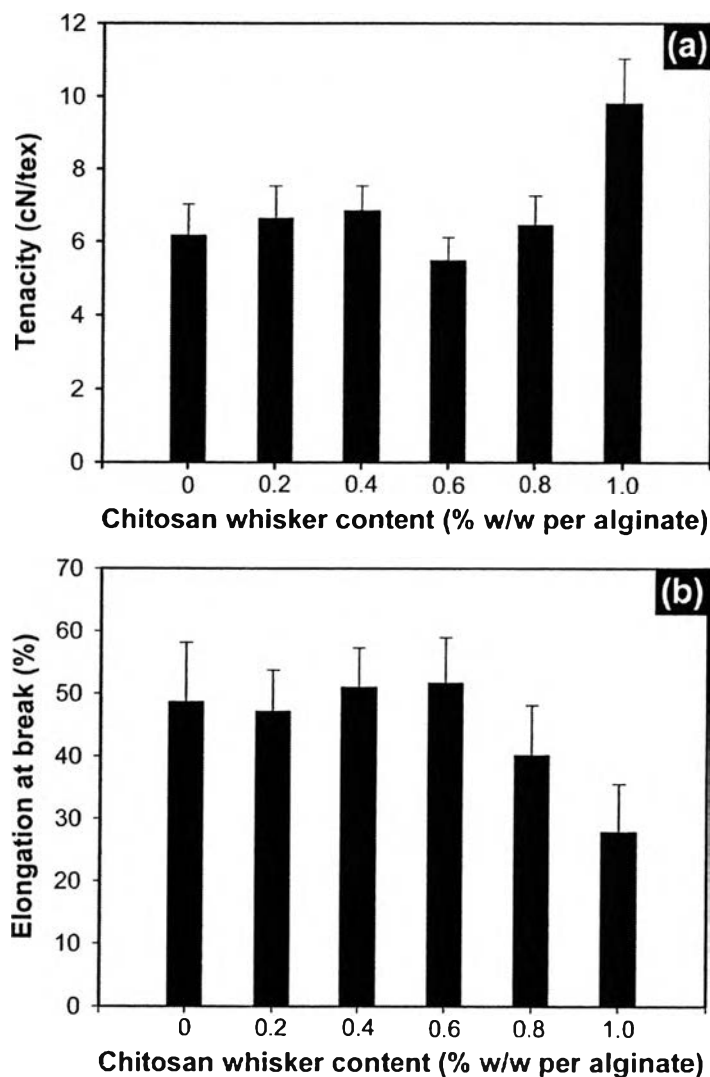 (a)
Tenacity (cN/tex)
12
10
8
6
4
2
0
0 0.2 0.4 0.6 0.8 1.0
Chitosan whisker content (% w/w per alginate)
(b)
Elongation at break (%)
70
60
50
40
30
20
10
0
0 0.2 0.4 0.6 0.8 1.0
Chitosan whisker content (% w/w per alginate)